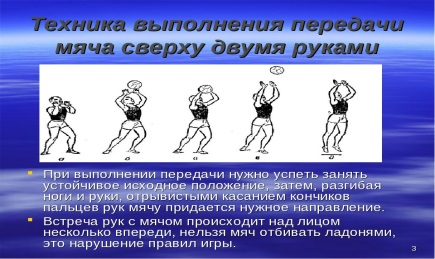 Техника выполнения передачи
мяча сверху двумя руками
а б в г д
При выполнении передачи нужно успеть занять
устойчивое исходное положение, затем, разгибая
ноги и руки, отрывистыми касанием кончиков
пальцев рук мячу придается нужное направление.
Встреча рук с мячом происходит над лицом
несколько впереди, нельзя мяч отбивать ладонями,
это нарушение правил игры.
3